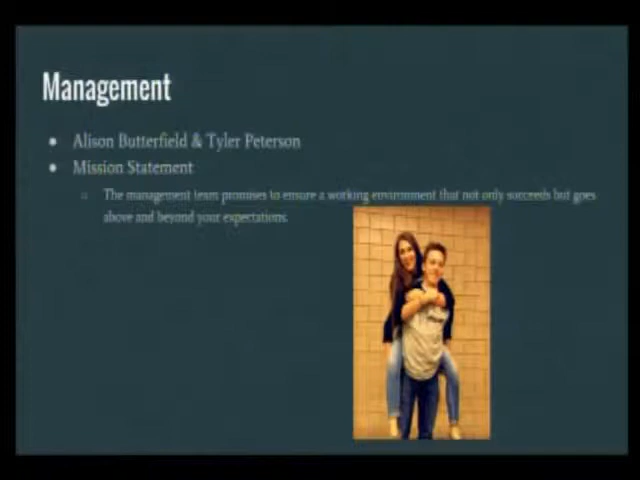 Management
Alison Butterfield & Tyler Peterson
Mission Statement
The management team promises to ensure a working environment that not only succeeds but goes
above and beyond your expectations.